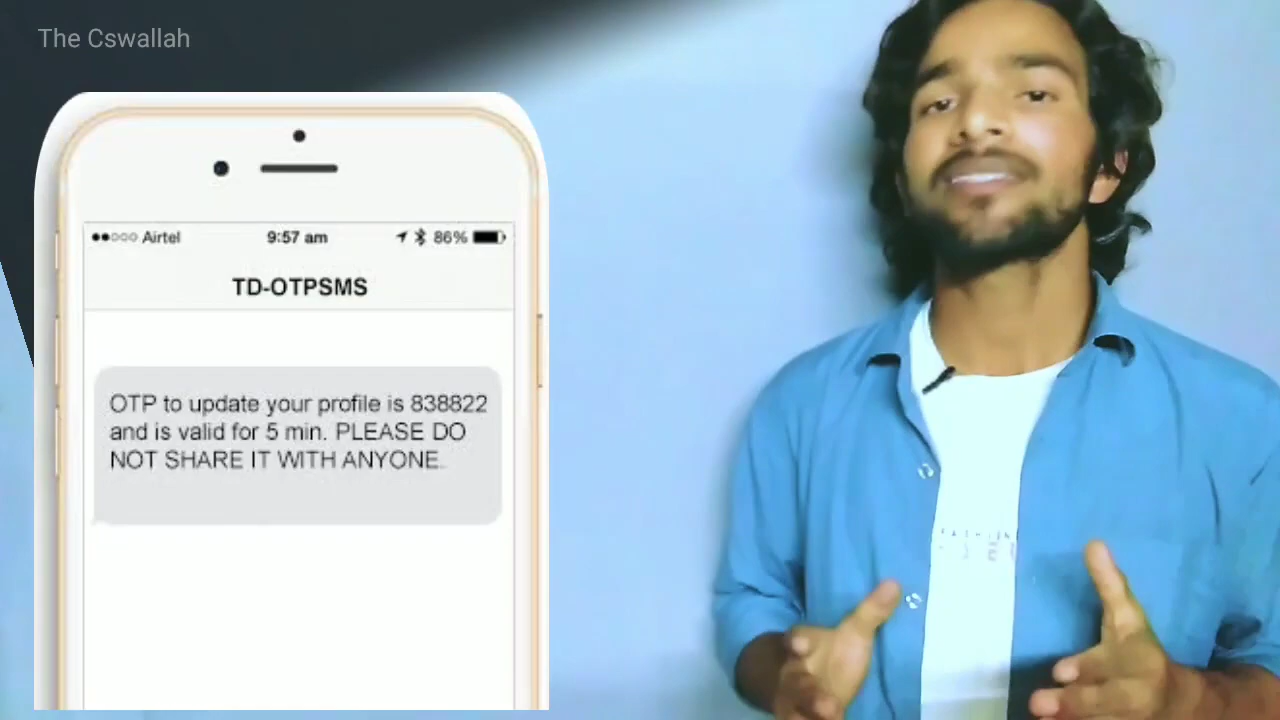 The Cswallah
Airtel 9:57 am 86%
TD-OTPSMS
OTP to update your profile is 838822
and is valid for 5 min. PLEASE DO
NOT SHARE IT WITH ANYONE.